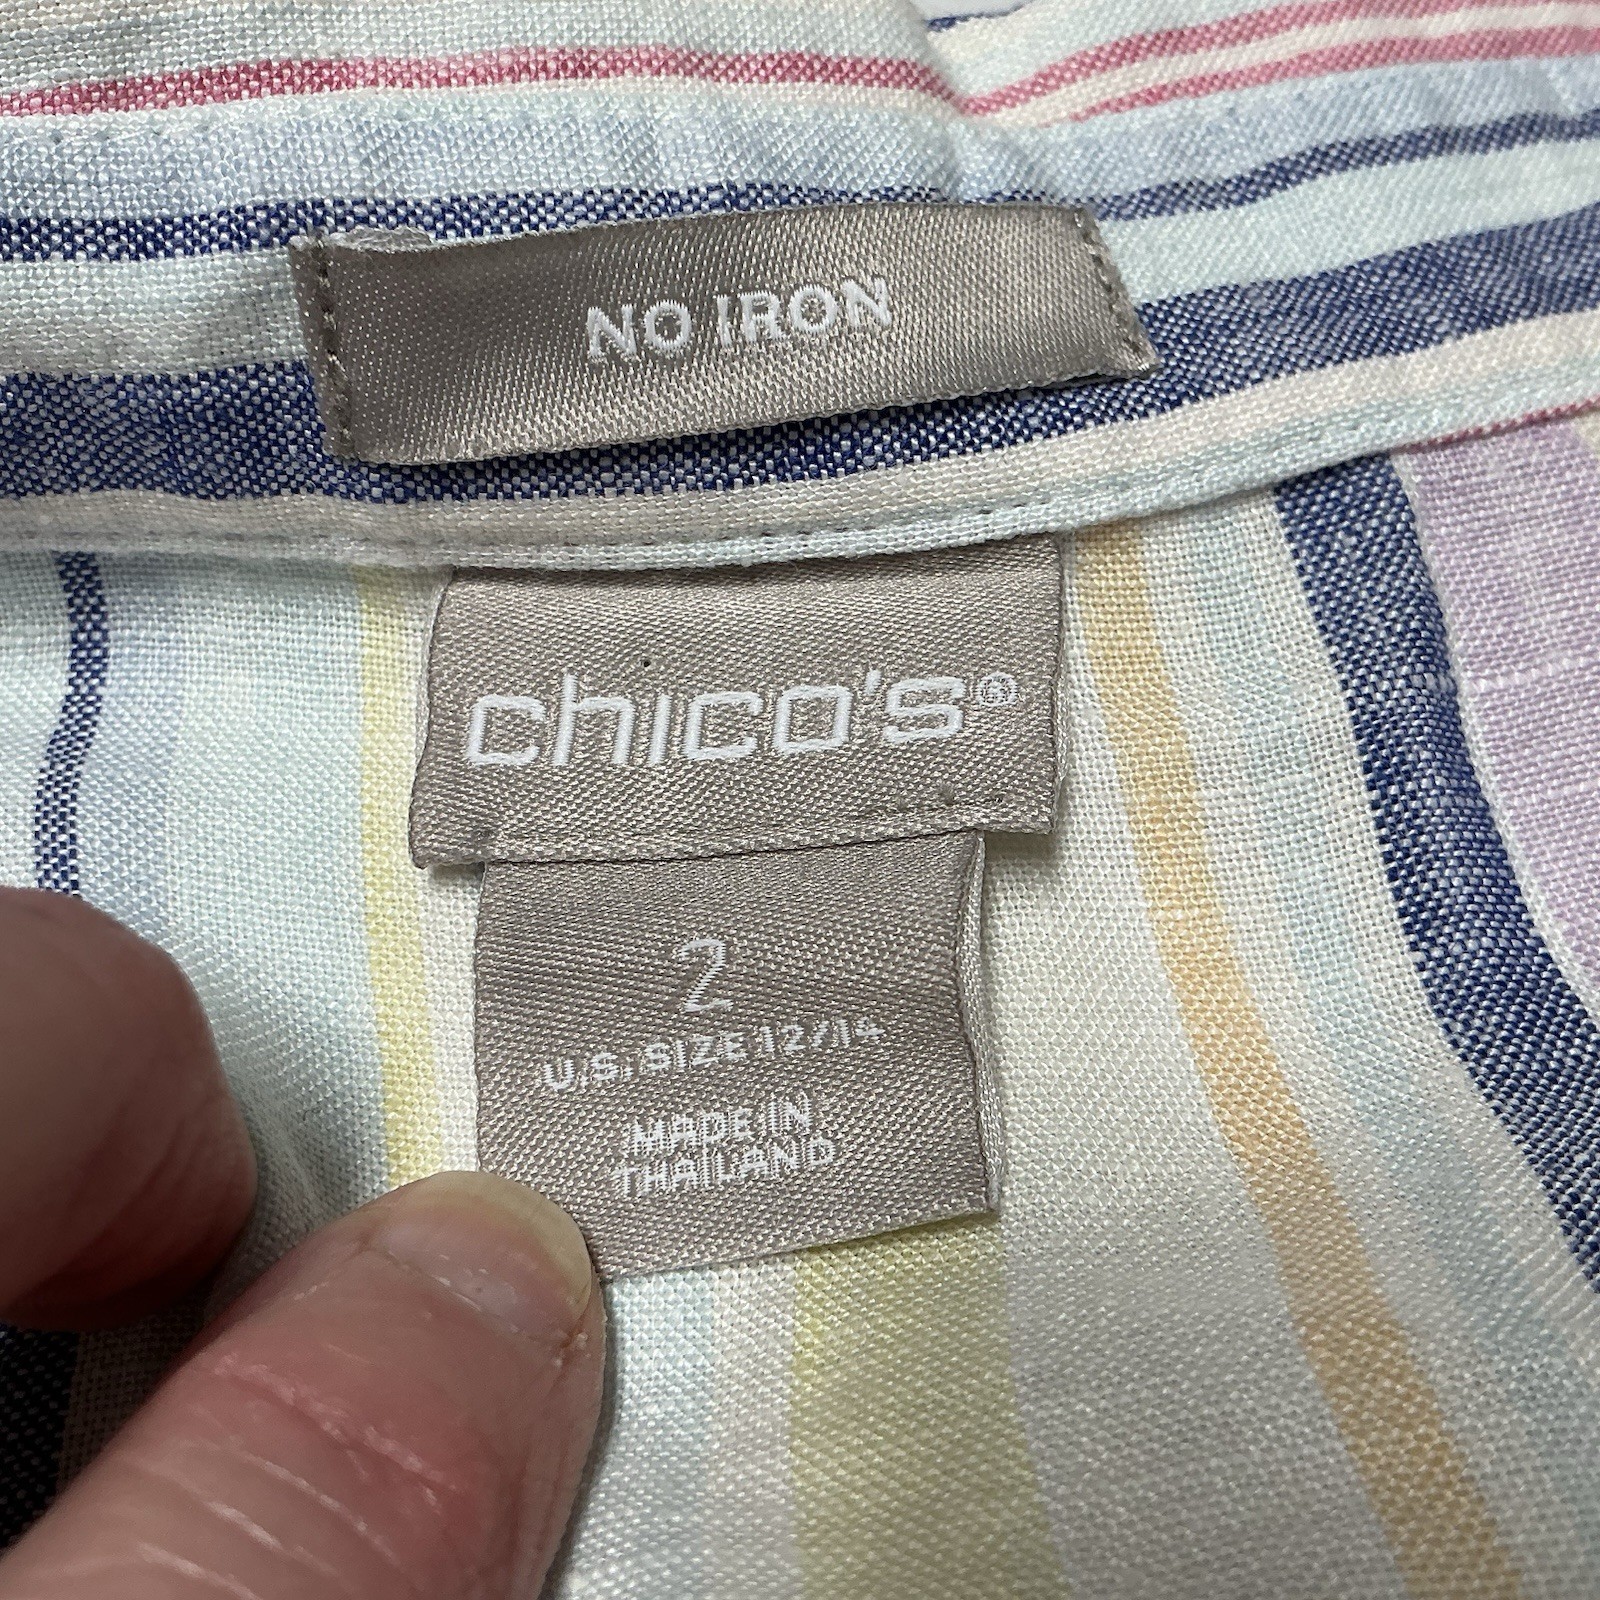 NO IRON
chico's®
2
U.S. SIZE 12/14
MADE IN
THAILAND